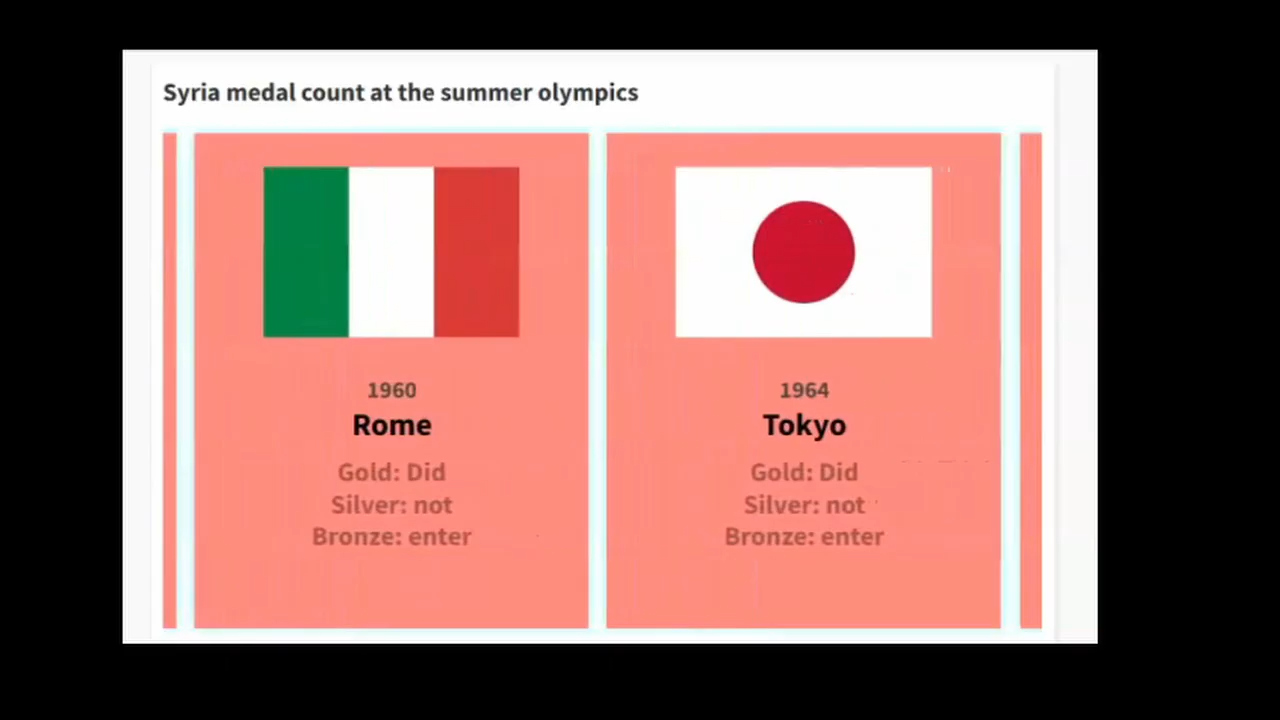 Syria medal count at the summer olympics
1960
Rome
Gold: Did
Silver: not
Bronze: enter
1964
Tokyo
Gold: Did
Silver: not
Bronze: enter